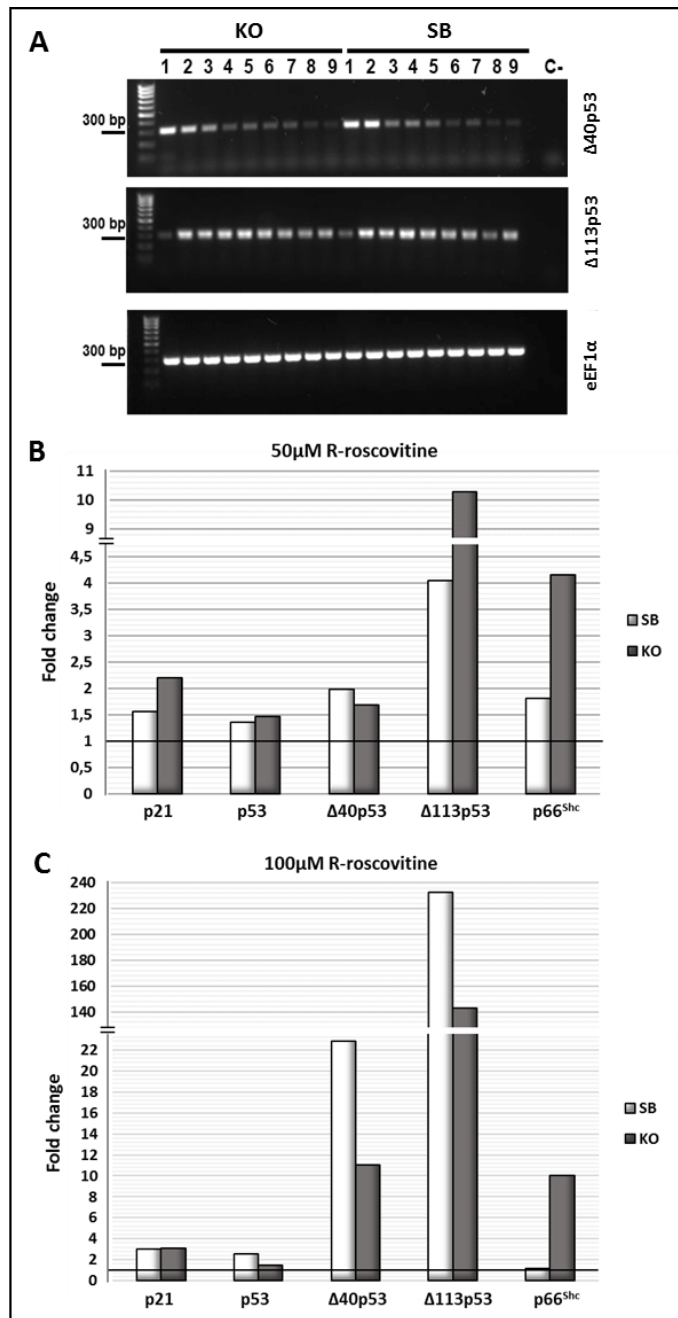 A
KO SB
1 2 3 4 5 6 7 8 9 1 2 3 4 5 6 7 8 9 C-
300 bp
Δ40p53
300 bp
Δ113p53
300 bp
eEF1α
B
50µM R-roscovitine
Fold change
11
10
9
4,5
4
3,5
3
2,5
2
1,5
1
0,5
0
p21 p53 Δ40p53 Δ113p53 p66Shc
SB
KO
C
100µM R-roscovitine
Fold change
240
220
200
180
160
140
22
20
18
16
14
12
10
8
6
4
2
0
p21 p53 Δ40p53 Δ113p53 p66Shc
SB
KO